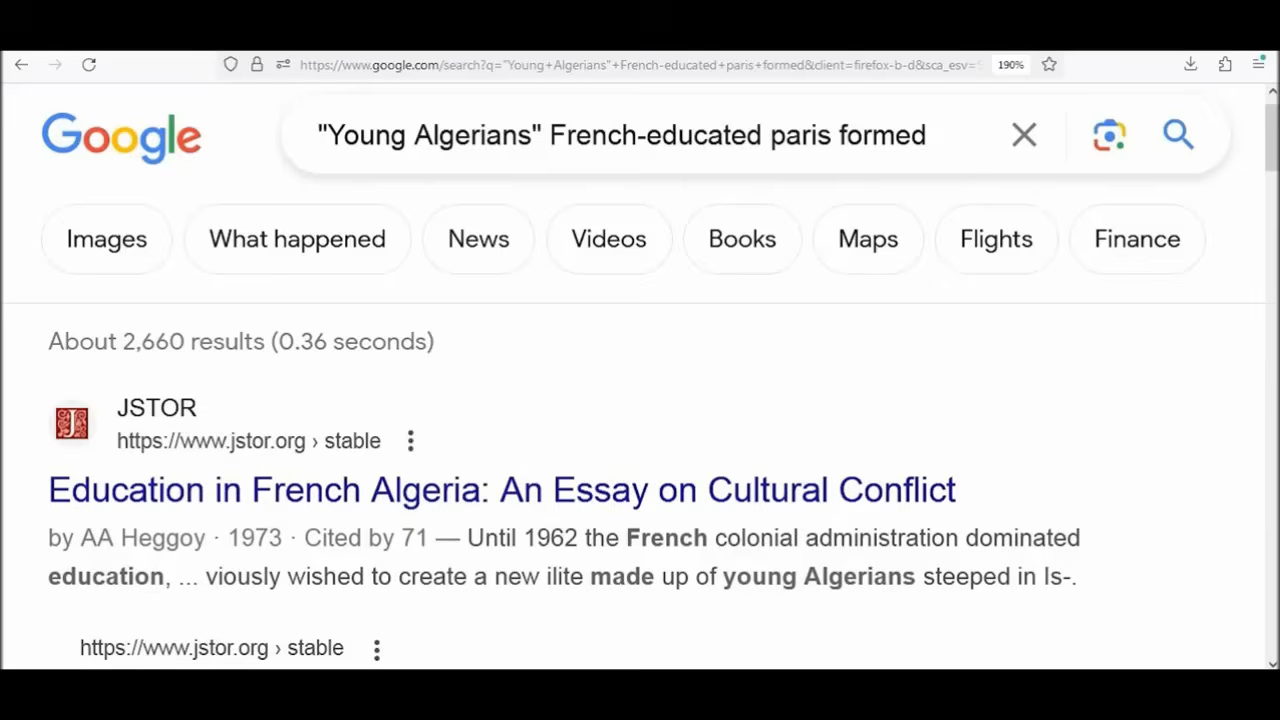 https://www.google.com/search?q="Young+Algerians"+French-educated+paris+formed&client=firefox-b-d&sca_esv=
190%
Google
"Young Algerians" French-educated paris formed
Images
What happened
News
Videos
Books
Maps
Flights
Finance
About 2,660 results (0.36 seconds)
JSTOR
https://www.jstor.org › stable
Education in French Algeria: An Essay on Cultural Conflict
by AA Heggoy · 1973 · Cited by 71 — Until 1962 the French colonial administration dominated
education, ... viously wished to create a new ilite made up of young Algerians steeped in Is-.
https://www.jstor.org › stable